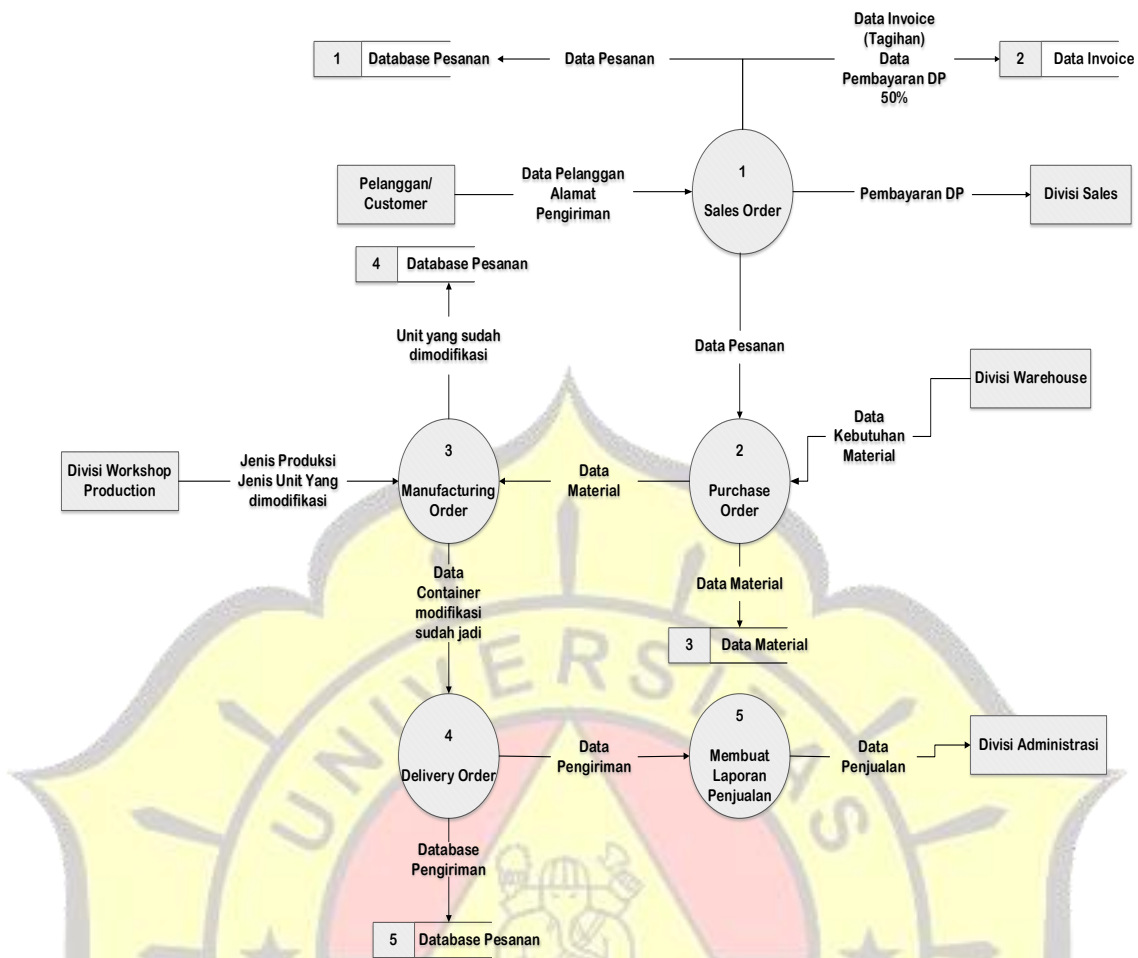 Data Invoice
(Tagihan)
Data
Pembayaran DP
50%
1 Database Pesanan
Data Pesanan
2 Data Invoice
Pelanggan/
Customer
Data Pelanggan
Alamat
Pengiriman
1
Sales Order
Pembayaran DP
Divisi Sales
4 Database Pesanan
Unit yang sudah
dimodifikasi
Data Pesanan
Divisi Warehouse
Data
Kebutuhan
Material
Divisi Workshop
Production
Jenis Produksi
Jenis Unit Yang
dimodifikasi
3
Manufacturing
Order
Data
Material
2
Purchase
Order
Data
Container
modifikasi
sudah jadi
Data Material
3 Data Material
UNIVERSITAS
4
Delivery Order
Data
Pengiriman
5
Membuat
Laporan
Penjualan
Data
Penjualan
Divisi Administrasi
Database
Pengiriman
5 Database Pesanan